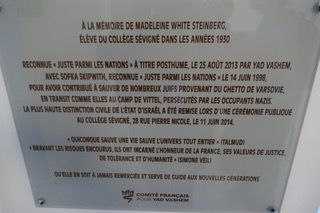 À LA MÉMOIRE DE MADELEINE WHITE STEINBERG,
ÉLÈVE DU COLLÈGE SÉVIGNÉ DANS LES ANNÉES 1930
RECONNUE « JUSTE PARMI LES NATIONS » À TITRE POSTHUME, LE 25 AOÛT 2013 PAR YAD VASHEM,
AVEC SOFKA SKIPWITH, RECONNUE « JUSTE PARMI LES NATIONS » LE 14 JUIN 1998,
POUR AVOIR CONTRIBUÉ À SAUVER DE NOMBREUX JUIFS PROVENANT DU GHETTO DE VARSOVIE,
EN TRANSIT COMME ELLES AU CAMP DE VITTEL, PERSÉCUTÉS PAR LES OCCUPANTS NAZIS.
LA PLUS HAUTE DISTINCTION CIVILE DE L'ÉTAT D'ISRAËL A ÉTÉ REMISE LORS D'UNE CÉRÉMONIE PUBLIQUE
AU COLLÈGE SÉVIGNÉ, 28 RUE PIERRE NICOLE, LE 11 JUIN 2014.
« QUICONQUE SAUVE UNE VIE SAUVE L'UNIVERS TOUT ENTIER » (TALMUD)
« BRAVANT LES RISQUES ENCOURUS, ILS ONT INCARNÉ L'HONNEUR DE LA FRANCE, SES VALEURS DE JUSTICE,
DE TOLÉRANCE ET D'HUMANITÉ » (SIMONE VEIL)
QU'ELLE EN SOIT À JAMAIS REMERCIÉE ET SERVE DE GUIDE AUX NOUVELLES GÉNÉRATIONS
COMITÉ FRANÇAIS
POUR YAD VASHEM